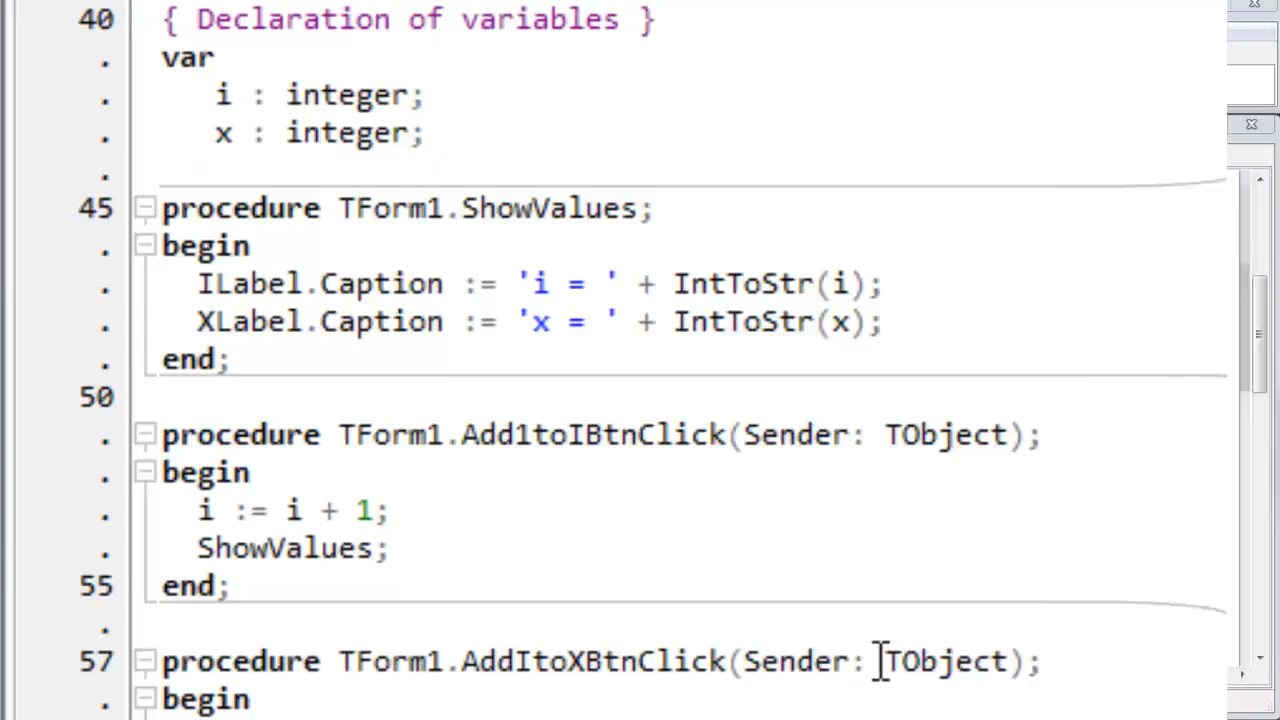 40 { Declaration of variables }
. var
. i : integer;
. x : integer;
.
45 procedure TForm1.ShowValues;
. begin
. ILabel.Caption := 'i = ' + IntToStr(i);
. XLabel.Caption := 'x = ' + IntToStr(x);
. end;
50
. procedure TForm1.Add1toIBtnClick(Sender: TObject);
. begin
. i := i + 1;
. ShowValues;
55 end;
.
57 procedure TForm1.AddItoXBtnClick(Sender: TObject);
. begin